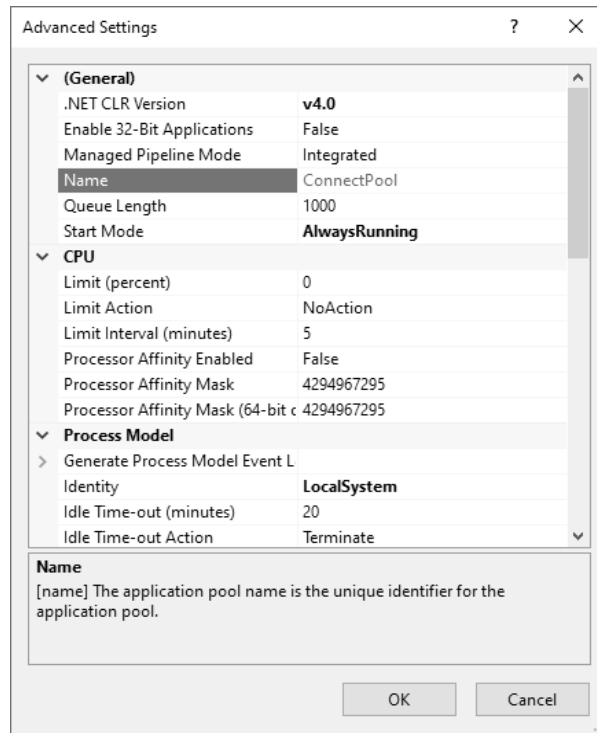 Advanced Settings ? ×
(General)
.NET CLR Version v4.0
Enable 32-Bit Applications False
Managed Pipeline Mode Integrated
Name ConnectPool
Queue Length 1000
Start Mode AlwaysRunning
CPU
Limit (percent) 0
Limit Action NoAction
Limit Interval (minutes) 5
Processor Affinity Enabled False
Processor Affinity Mask 4294967295
Processor Affinity Mask (64-bit c 4294967295
Process Model
Generate Process Model Event L
Identity LocalSystem
Idle Time-out (minutes) 20
Idle Time-out Action Terminate
Name
[name] The application pool name is the unique identifier for the
application pool.
OK Cancel